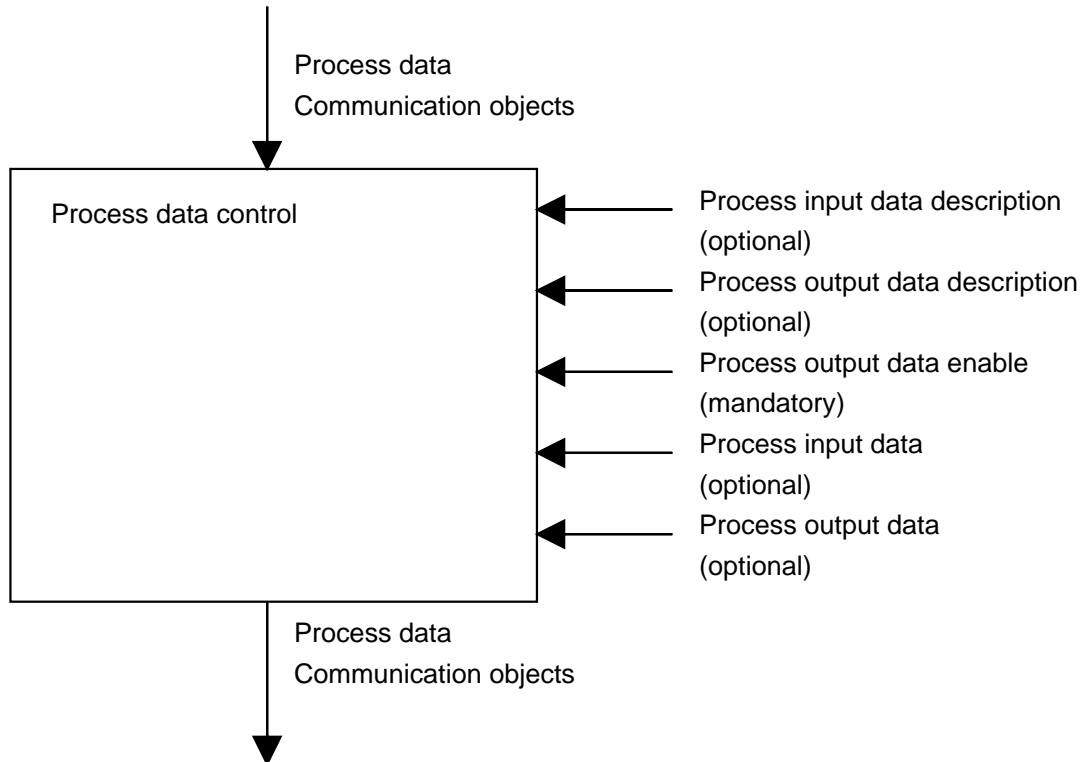 Process data
Communication objects
Process data control
Process input data description
(optional)
Process output data description
(optional)
Process output data enable
(mandatory)
Process input data
(optional)
Process output data
(optional)
Process data
Communication objects